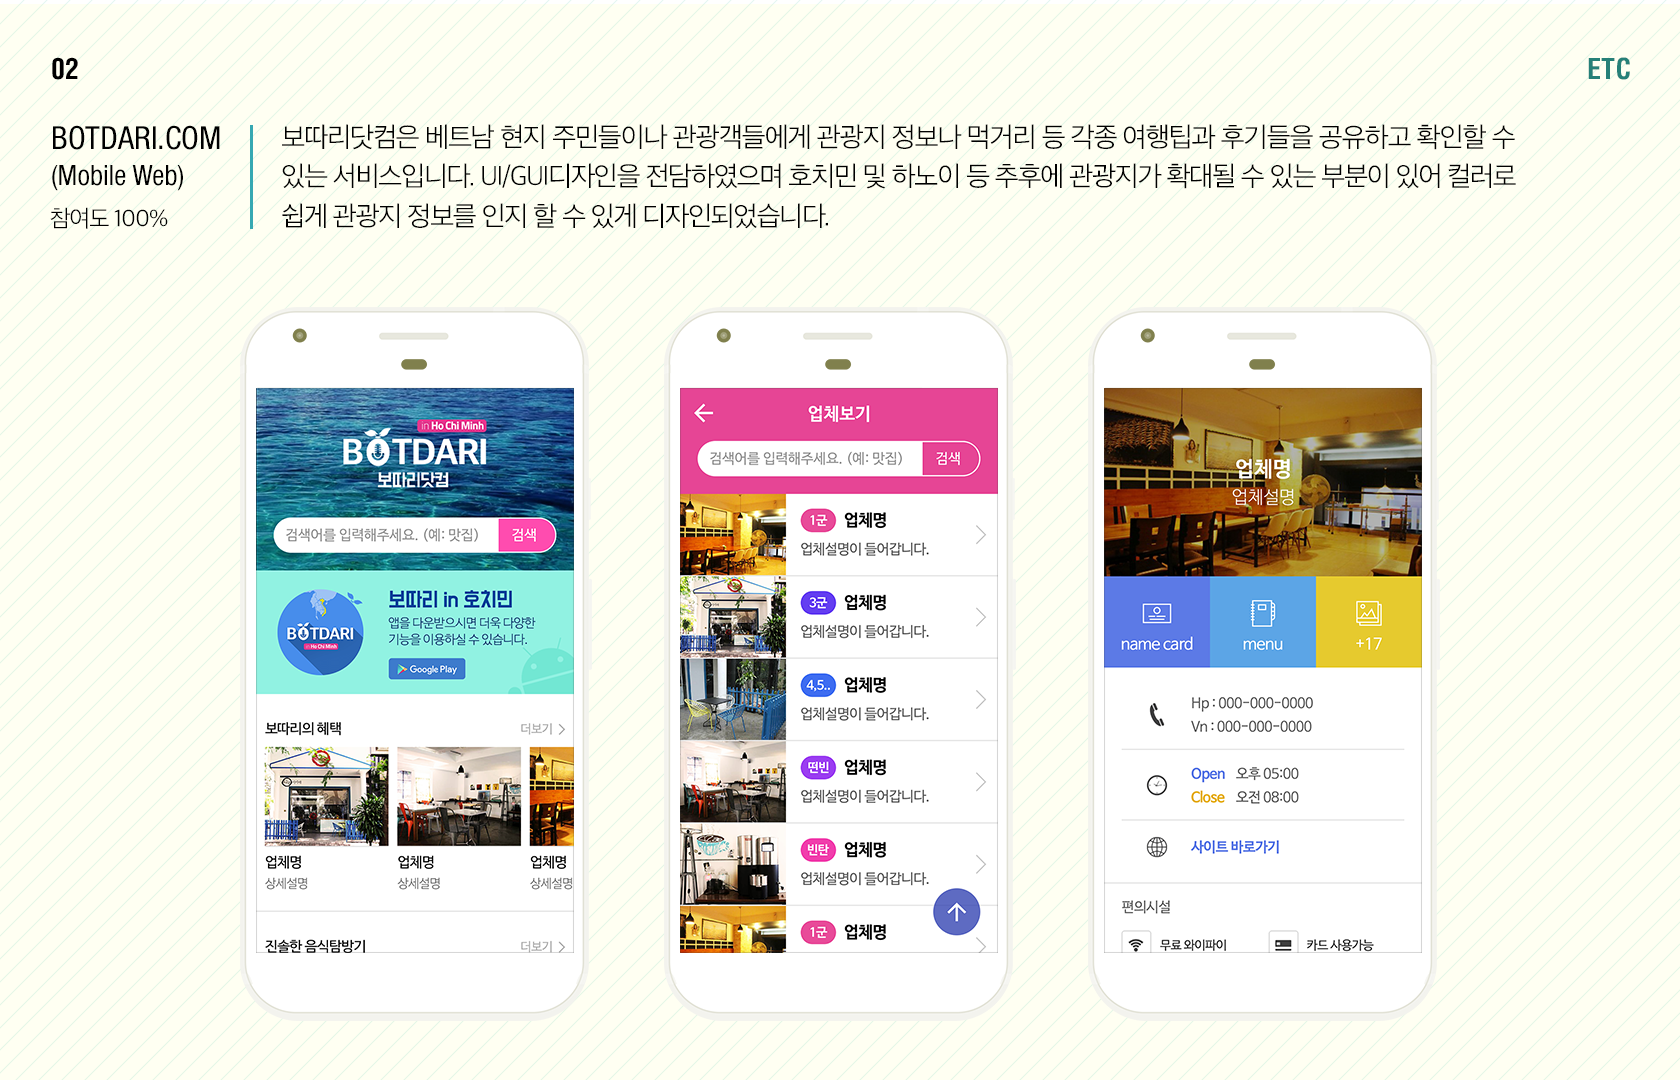 02
ETC
BOTDARI.COM
(Mobile Web)
참여도 100%
보따리닷컴은 베트남 현지 주민들이나 관광객들에게 관광지 정보나 먹거리 등 각종 여행팁과 후기들을 공유하고 확인할 수
있는 서비스입니다. UI/GUI디자인을 전담하였으며 호치민 및 하노이 등 추후에 관광지가 확대될 수 있는 부분이 있어 컬러로
쉽게 관광지 정보를 인지 할 수 있게 디자인되었습니다.
in Ho Chi Minh
BOTDARI
보따리닷컴
검색어를 입력해주세요. (예: 맛집)
검색
BOTDARI
in Ho Chi Minh
보따리 in 호치민
앱을 다운받으시면 더욱 다양한
기능을 이용하실 수 있습니다.
Google Play
보따리의 혜택
더보기
업체명
상세설명
업체명
상세설명
업체명
상세설명
진솔한 음식탐방기
더보기
업체보기
검색어를 입력해주세요. (예: 맛집)
검색
1군 업체명
업체설명이 들어갑니다.
3군 업체명
업체설명이 들어갑니다.
4,5.. 업체명
업체설명이 들어갑니다.
떤빈 업체명
업체설명이 들어갑니다.
빈탄 업체명
업체설명이 들어갑니다.
1군 업체명
업체명
업체설명
name card
menu
+17
Hp : 000-000-0000
Vn : 000-000-0000
Open 오후 05:00
Close 오전 08:00
사이트 바로가기
편의시설
무료 와이파이
카드 사용가능